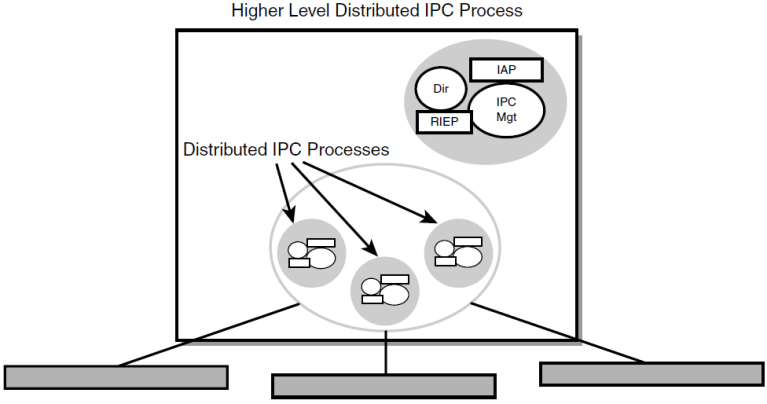 Higher Level Distributed IPC Process
IAP
Dir
IPC
Mgt
RIEP
Distributed IPC Processes